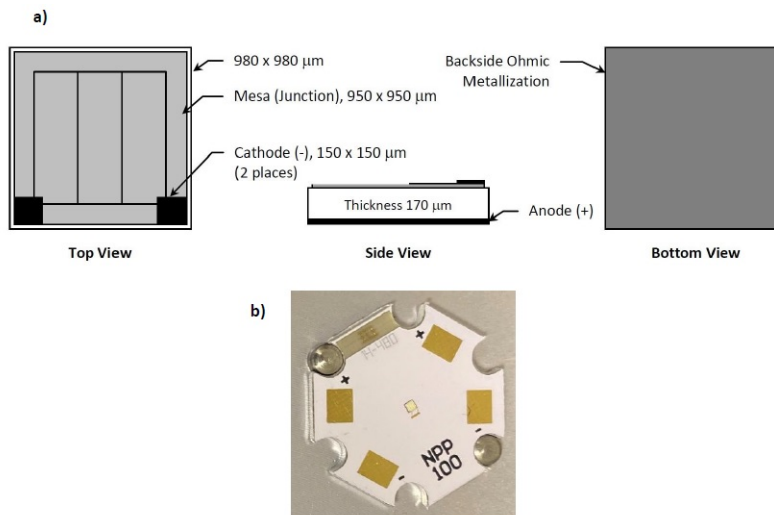 a)
980 x 980 μm
Mesa (Junction), 950 x 950 μm
Cathode (-), 150 x 150 μm
(2 places)
Top View
Thickness 170 μm
Anode (+)
Side View
Backside Ohmic
Metallization
Bottom View
b)
+
+
-
-
NPP
100